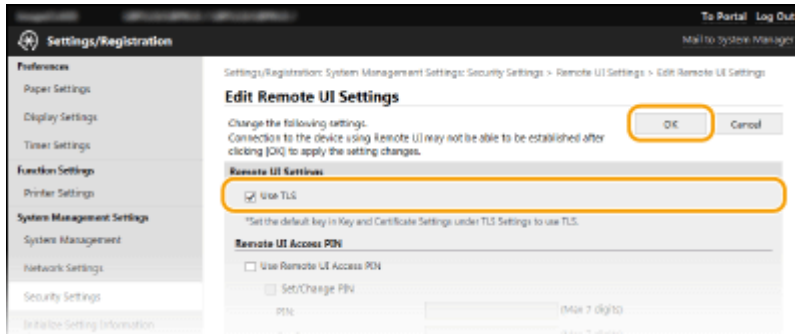 To Portal Log Out
Settings/Registration
Mail to System Manager
Preferences
Paper Settings
Display Settings
Timer Settings
Function Settings
Printer Settings
System Management Settings
System Management
Network Settings
Security Settings
Initialize Setting Information
Settings/Registration: System Management Settings: Security Settings > Remote UI Settings > Edit Remote UI Settings
Edit Remote UI Settings
Change the following settings.
Connection to the device using Remote UI may not be able to be established after
clicking [OK] to apply the setting changes.
OK
Cancel
Remote UI Settings
Use TLS
*Set the default key in Key and Certificate Settings under TLS Settings to use TLS.
Remote UI Access PIN
Use Remote UI Access PIN
Set/Change PIN
PIN:
(Max 7 digits)
(Max 7 digits)